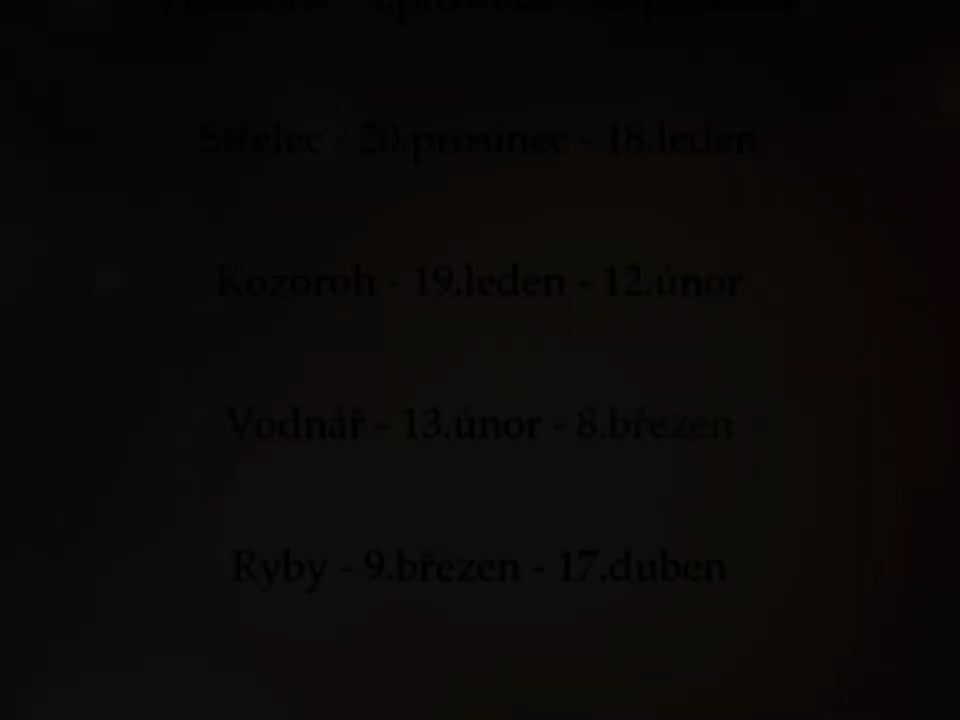 Střelec - 20.prosinec - 18.leden
Kozoroh - 19.leden - 12.únor
Vodnář - 13.únor - 8.březen
Ryby - 9.březen - 17.duben